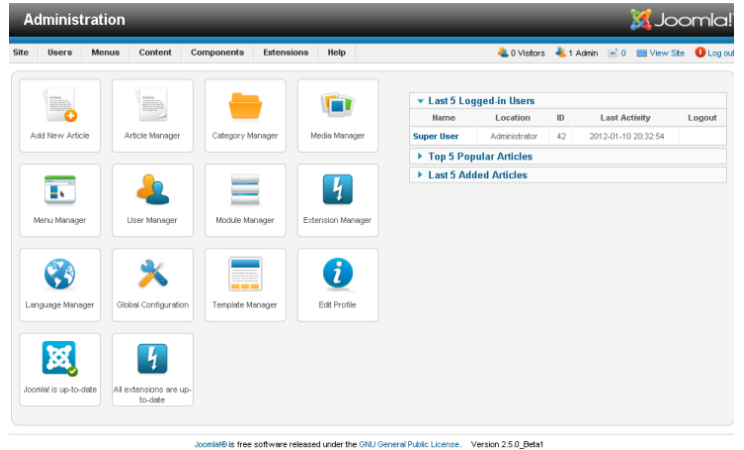 Administration
Joomla!
Site Users Menus Content Components Extensions Help
0 Visitors 1 Admin 0 View Site Log out
Add New Article Article Manager Category Manager Media Manager
Menu Manager User Manager Module Manager Extension Manager
Language Manager Global Configuration Template Manager Edit Profile
Joomla! is up-to-date All extensions are up-
to-date
Last 5 Logged-in Users
Name Location ID Last Activity Logout
Super User Administrator 42 2012-01-10 20:32:54
Top 5 Popular Articles
Last 5 Added Articles
Joomla!® is free software released under the GNU General Public License. Version 2.5.0_Beta1